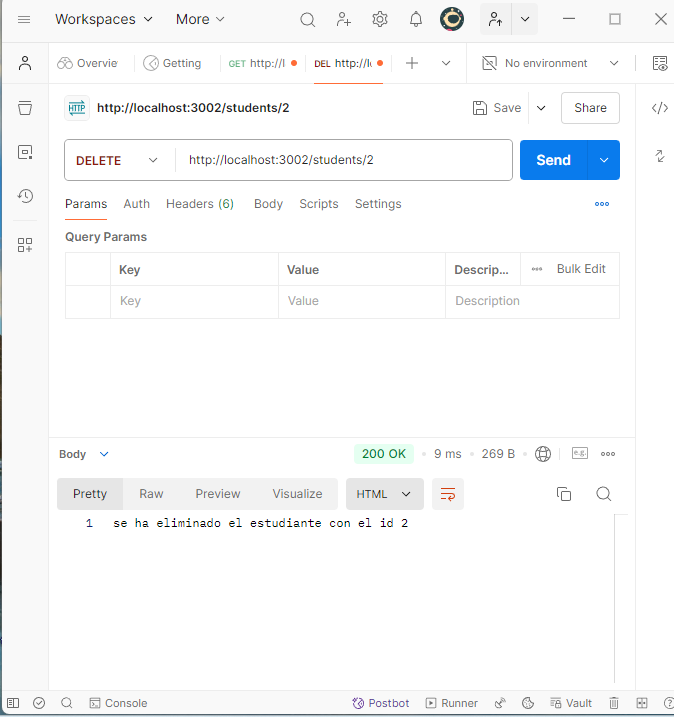 Workspaces More
Overvie Getting GET http://l DEL http://l No environment
HTTP http://localhost:3002/students/2 Save Share
DELETE http://localhost:3002/students/2 Send
Params Auth Headers (6) Body Scripts Settings
Query Params
Key Value Descrip... Bulk Edit
Key Value Description
Body 200 OK 9 ms 269 B e.g.
Pretty Raw Preview Visualize HTML
1 se ha eliminado el estudiante con el id 2
Console Postbot Runner Vault